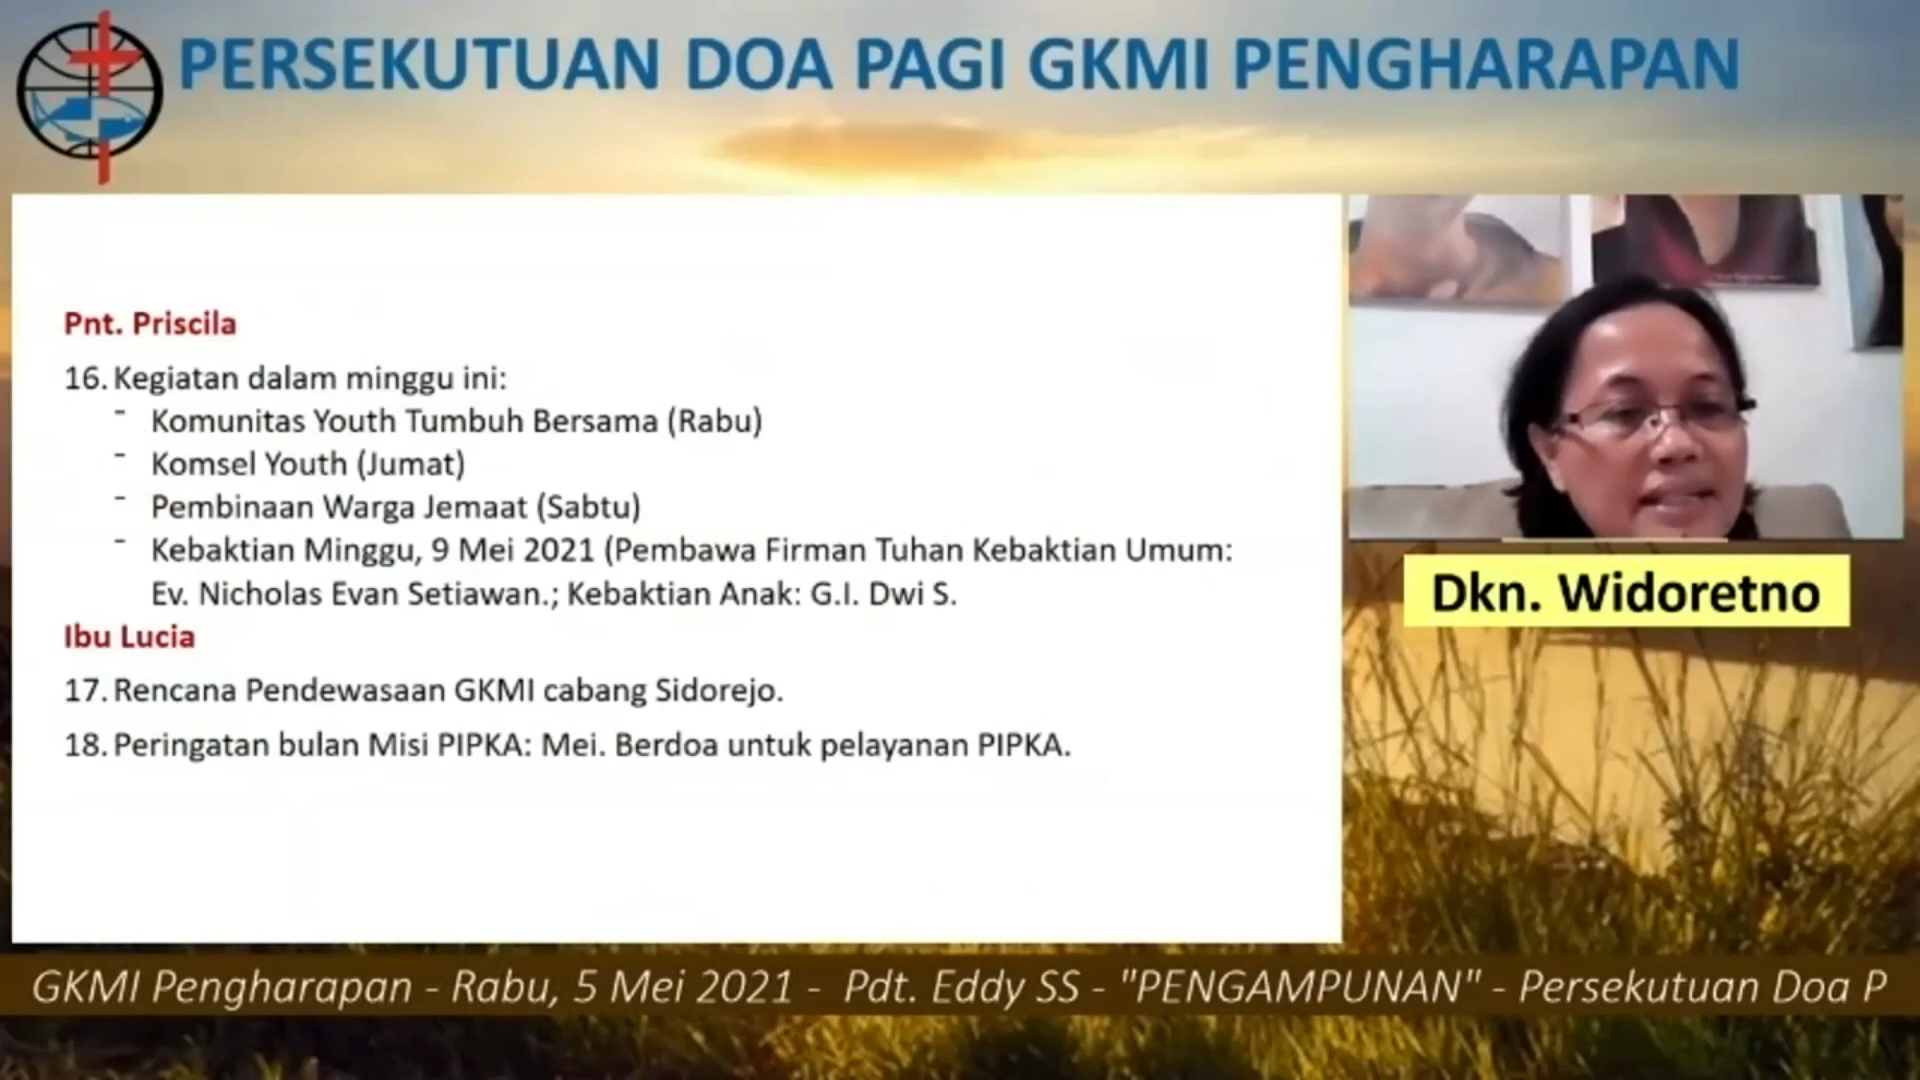 PERSEKUTUAN DOA PAGI GKMI PENGHARAPAN
Pnt. Priscila
16. Kegiatan dalam minggu ini:
- Komunitas Youth Tumbuh Bersama (Rabu)
- Komsel Youth (Jumat)
- Pembinaan Warga Jemaat (Sabtu)
- Kebaktian Minggu, 9 Mei 2021 (Pembawa Firman Tuhan Kebaktian Umum:
Ev. Nicholas Evan Setiawan.; Kebaktian Anak: G.I. Dwi S.
Ibu Lucia
17. Rencana Pendewasaan GKMI cabang Sidorejo.
18. Peringatan bulan Misi PIPKA: Mei. Berdoa untuk pelayanan PIPKA.
Dkn. Widoretno
GKMI Pengharapan - Rabu, 5 Mei 2021 - Pdt. Eddy SS - "PENGAMPUNAN" - Persekutuan Doa P